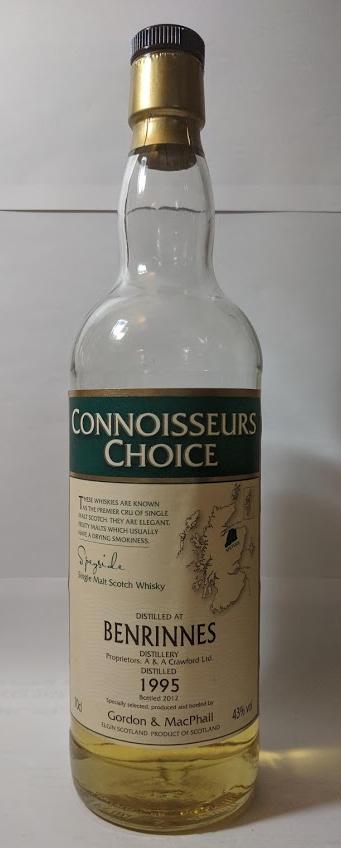 CONNOISSEURS
CHOICE
THESE WHISKIES ARE KNOWN
AS THE PREMIER CRU OF SINGLE
MALT SCOTCH. THEY ARE ELEGANT,
FRUITY MALTS WHICH USUALLY
HAVE A DRYING SMOKINESS.
Speyside
Single Malt Scotch Whisky
DISTILLED AT
BENRINNES
DISTILLERY
Proprietors: A & A Crawford Ltd.
DISTILLED
1995
Bottled 2012
70cl
Specially selected, produced and bottled by
43% vol
Gordon & MacPhail
ELGIN SCOTLAND PRODUCT OF SCOTLAND